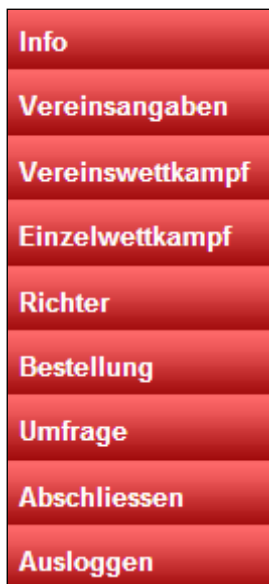 Info
Vereinsangaben
Vereinswettkampf
Einzelwettkampf
Richter
Bestellung
Umfrage
Abschliessen
Ausloggen